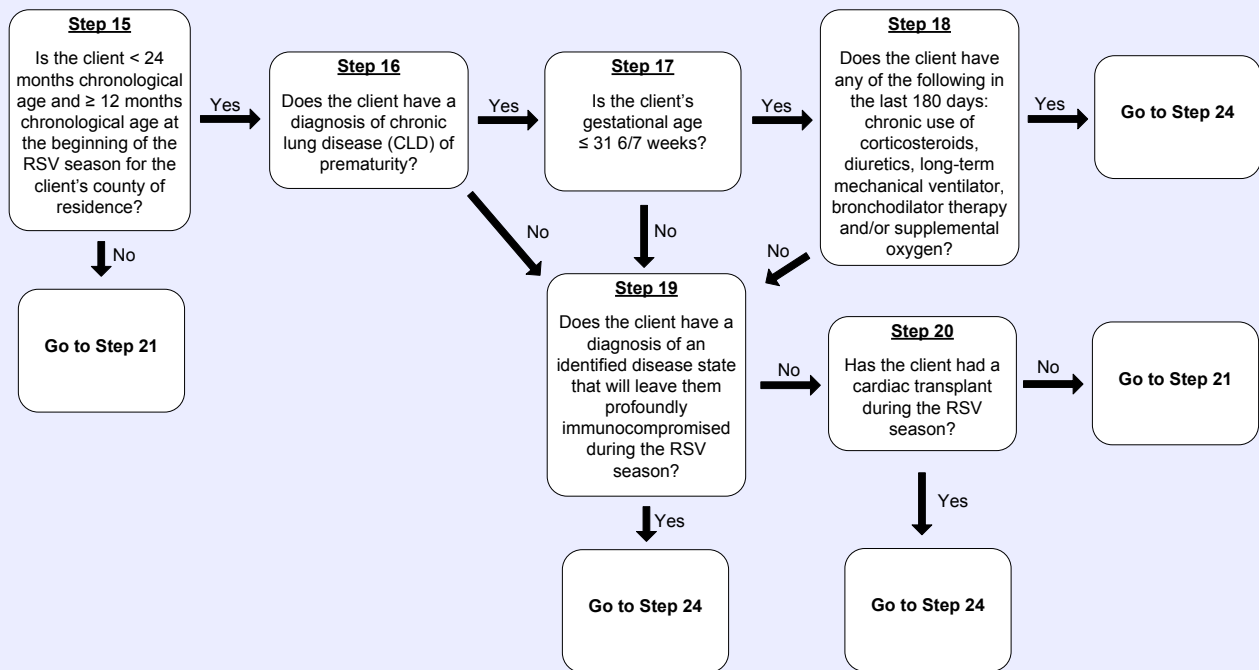 Step 15
Is the client < 24
months chronological
age and ≥ 12 months
chronological age at
the beginning of the
RSV season for the
client’s county of
residence?
Yes
No
Go to Step 21
Step 16
Does the client have a
diagnosis of chronic
lung disease (CLD) of
prematurity?
Yes
No
Step 17
Is the client’s
gestational age
≤ 31 6/7 weeks?
Yes
No
Step 18
Does the client have
any of the following in
the last 180 days:
chronic use of
corticosteroids,
diuretics, long-term
mechanical ventilator,
bronchodilator therapy
and/or supplemental
oxygen?
Yes
No
Go to Step 24
Step 19
Does the client have a
diagnosis of an
identified disease state
that will leave them
profoundly
immunocompromised
during the RSV
season?
No
Yes
Go to Step 24
Step 20
Has the client had a
cardiac transplant
during the RSV
season?
No
Go to Step 21
Yes
Go to Step 24